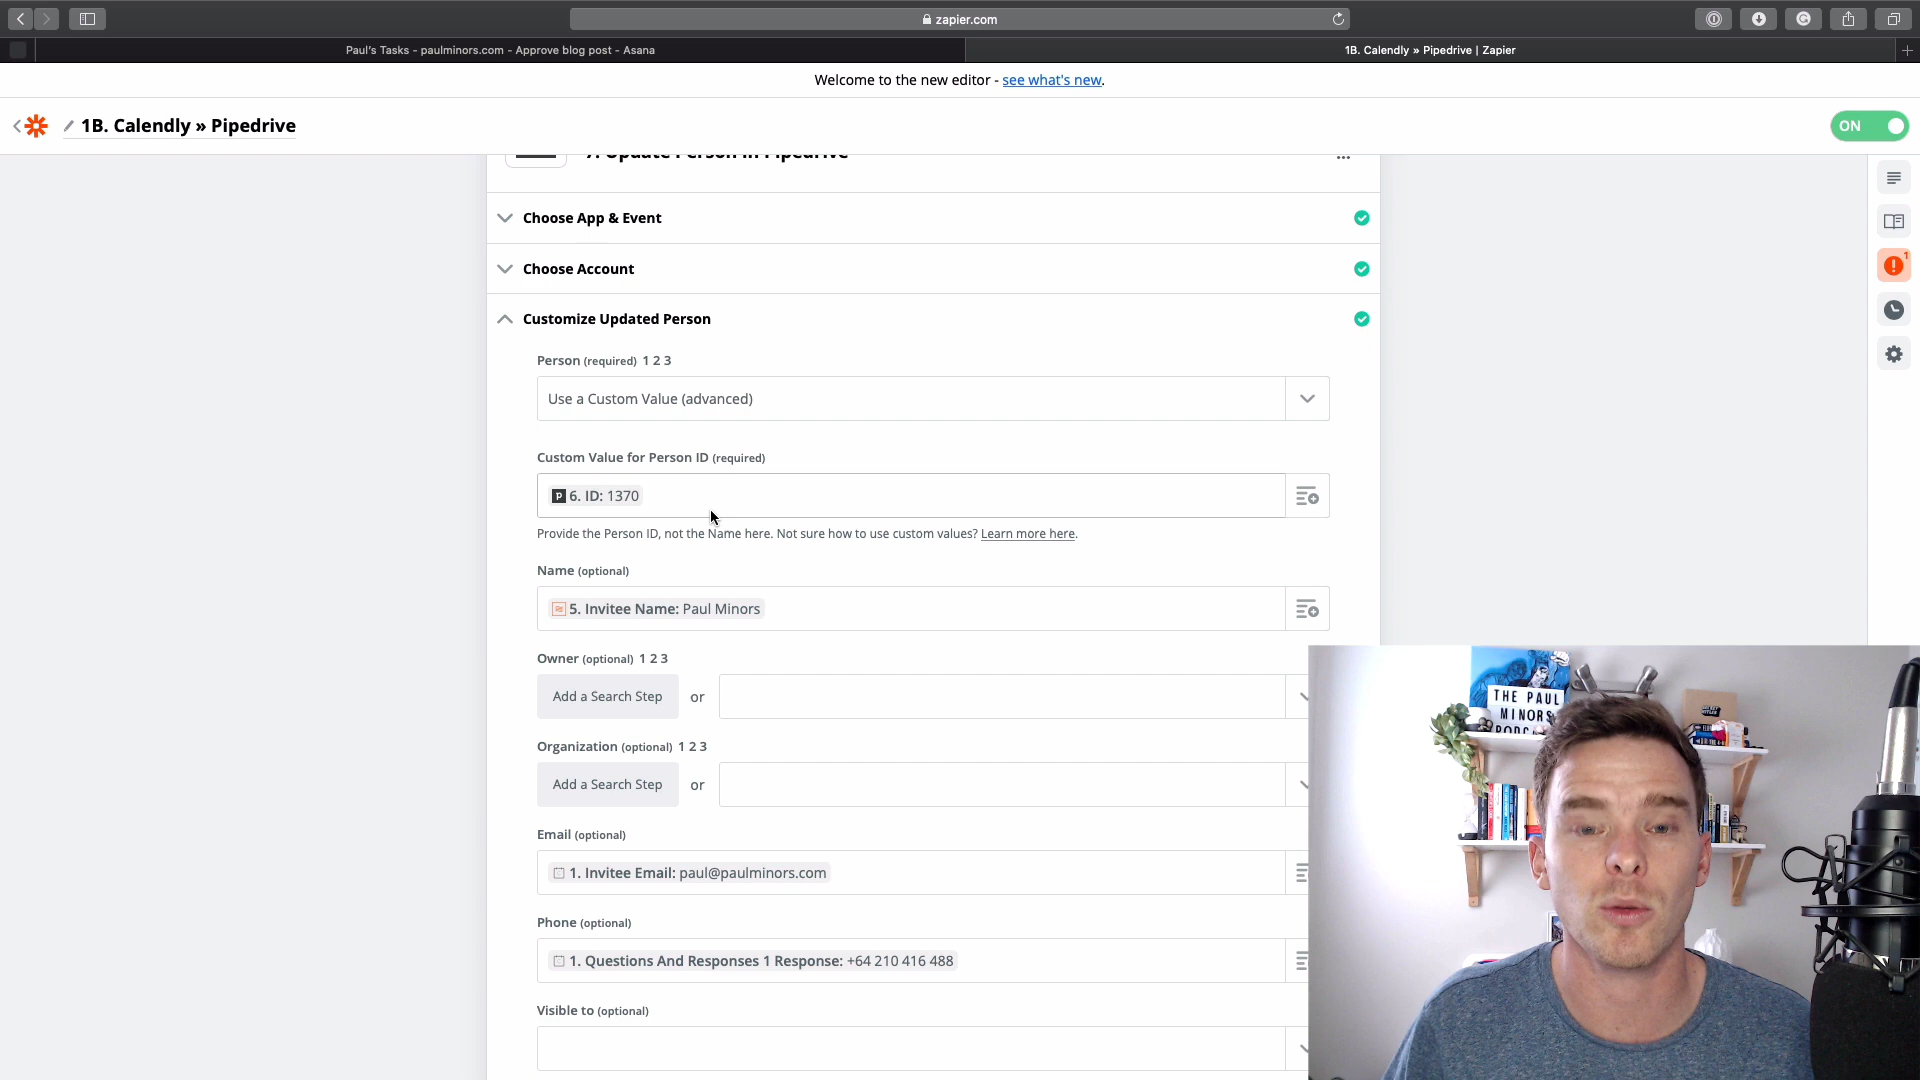 zapier.com
Paul's Tasks - paulminors.com - Approve blog post - Asana
1B. Calendly » Pipedrive | Zapier
Welcome to the new editor - see what's new.
1B. Calendly » Pipedrive
ON
7. Update Person in Pipedrive
Choose App & Event
1
Choose Account
Customize Updated Person
Person (required) 1 2 3
Use a Custom Value (advanced)
Custom Value for Person ID (required)
P 6. ID: 1370
Provide the Person ID, not the Name here. Not sure how to use custom values? Learn more here.
Name (optional)
5. Invitee Name: Paul Minors
Owner (optional) 1 2 3
Add a Search Step or
Organization (optional) 1 2 3
Add a Search Step or
Email (optional)
1. Invitee Email: paul@paulminors.com
Phone (optional)
1. Questions And Responses 1 Response: +64 210 416 488
Visible to (optional)
THE PAUL
MINORS